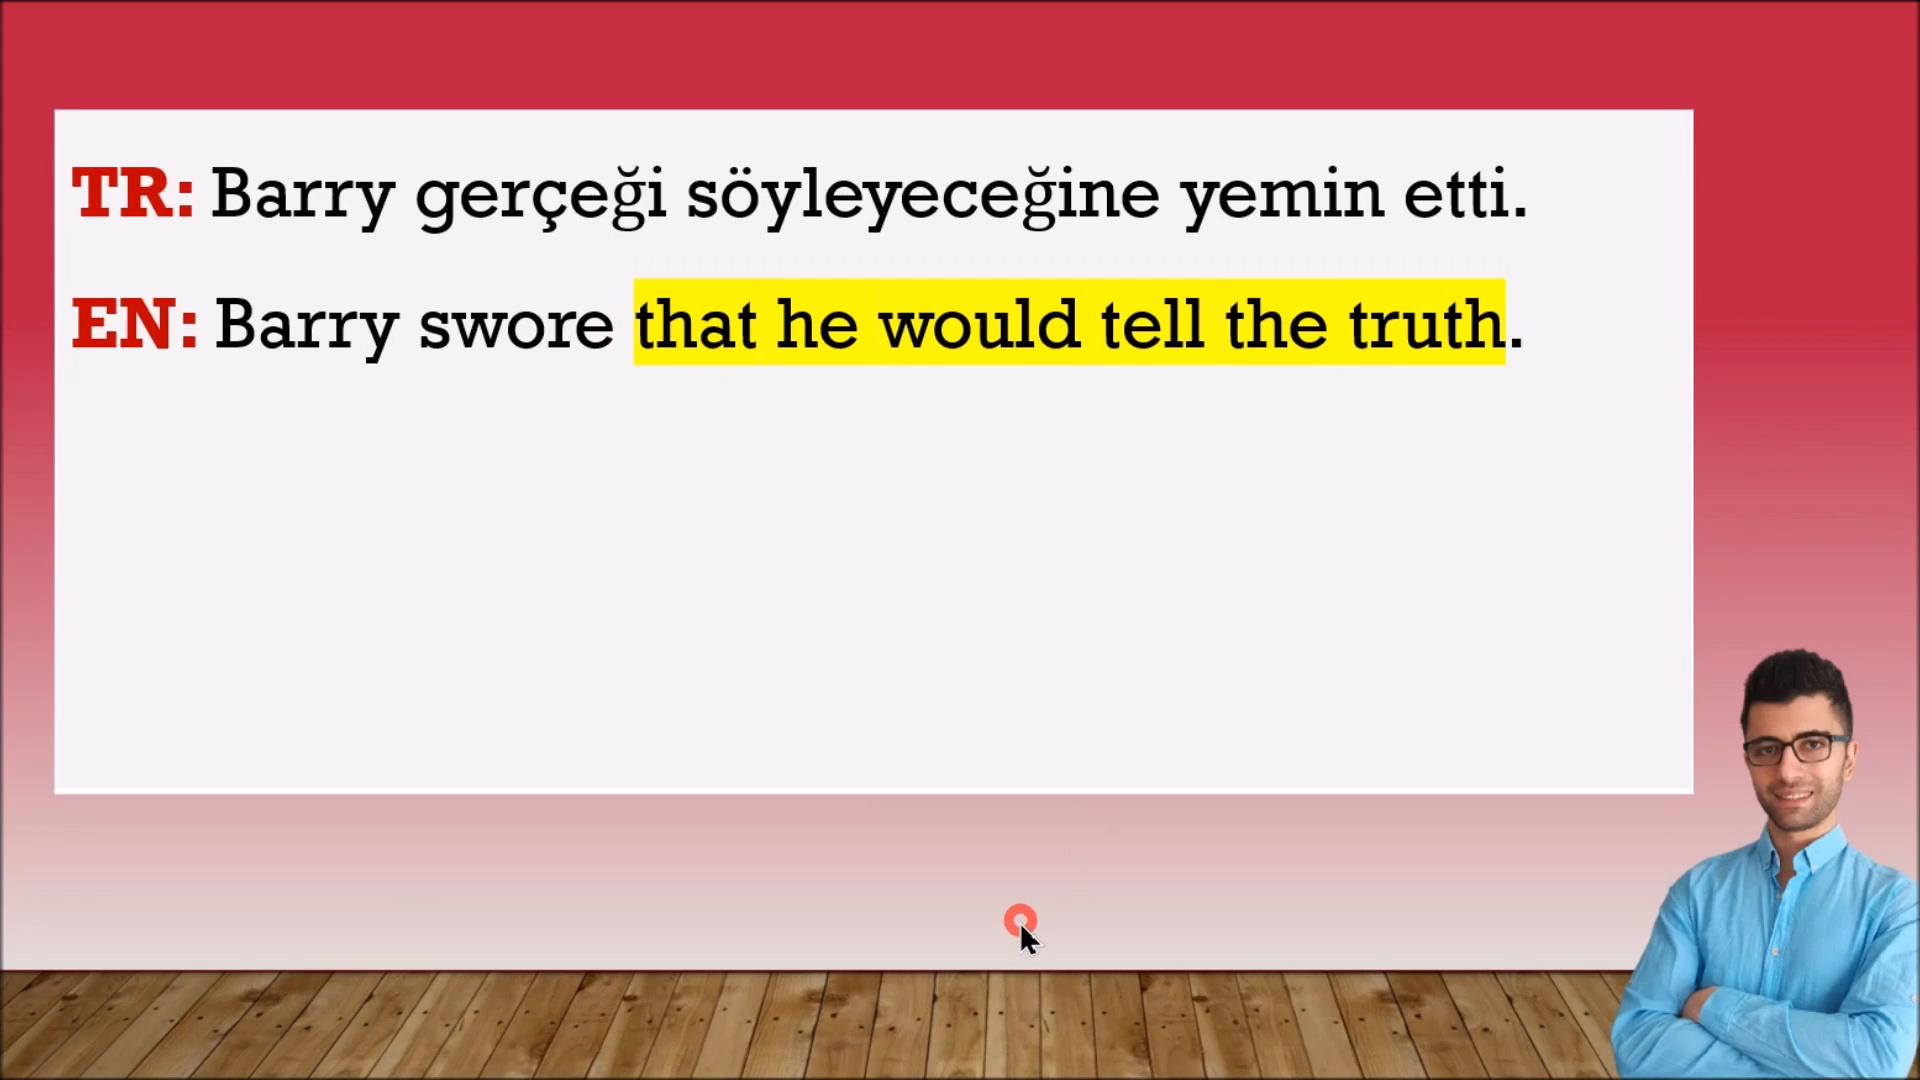 TR: Barry gerçeği söyleyeceğine yemin etti.
EN: Barry swore that he would tell the truth.